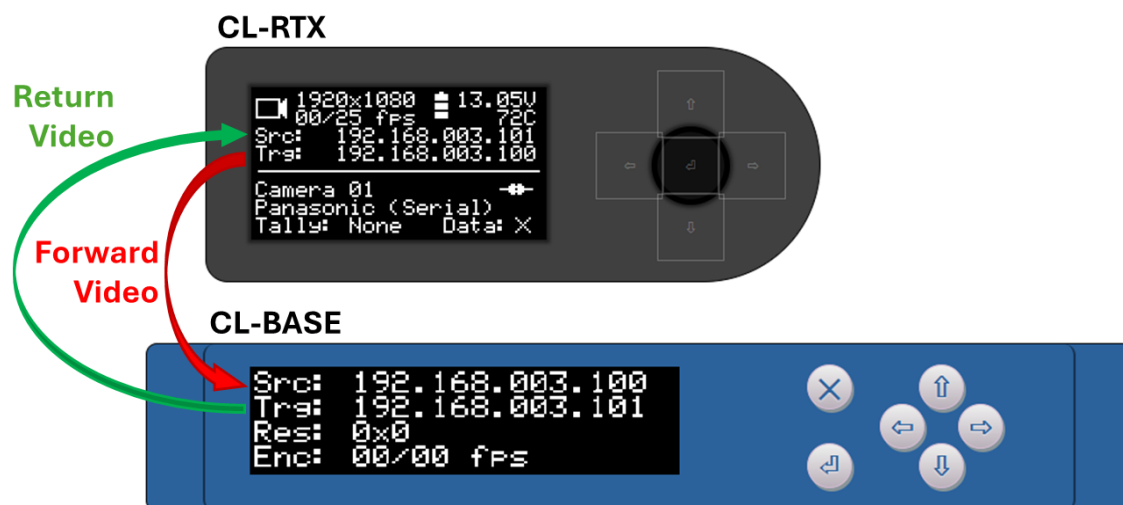 CL-RTX
Return
Video
1920x1080 13.05V
00/25 fps 72C
Src: 192.168.003.101
Trg: 192.168.003.100
Camera 01
Panasonic (Serial)
Tally: None Data: X
Forward
Video
CL-BASE
Src: 192.168.003.100
Trg: 192.168.003.101
Res: 0x0
Enc: 00/00 fps